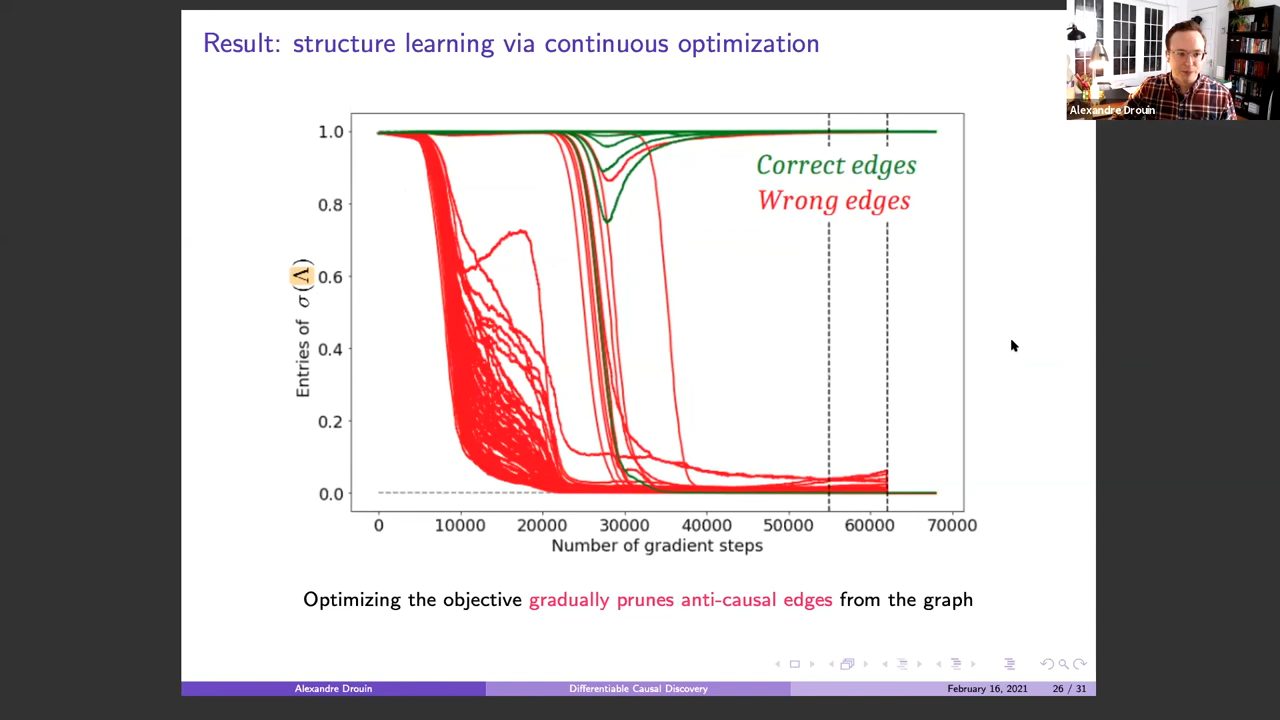 Result: structure learning via continuous optimization
Alexandre Drouin
1.0
0.8
0.6
0.4
0.2
0.0
Entries of σ(Λ)
Correct edges
Wrong edges
0 10000 20000 30000 40000 50000 60000 70000
Number of gradient steps
Optimizing the objective gradually prunes anti-causal edges from the graph
Alexandre Drouin Differentiable Causal Discovery February 16, 2021 26 / 31